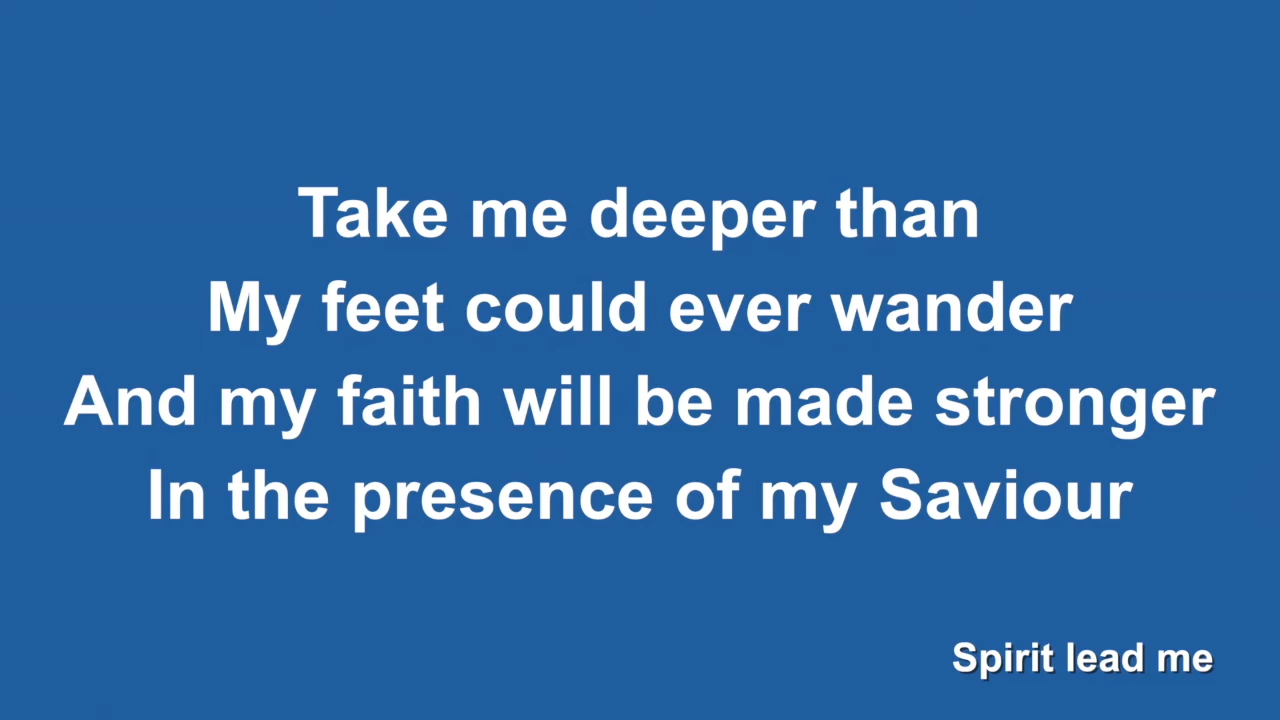 Take me deeper than
My feet could ever wander
And my faith will be made stronger
In the presence of my Saviour
Spirit lead me